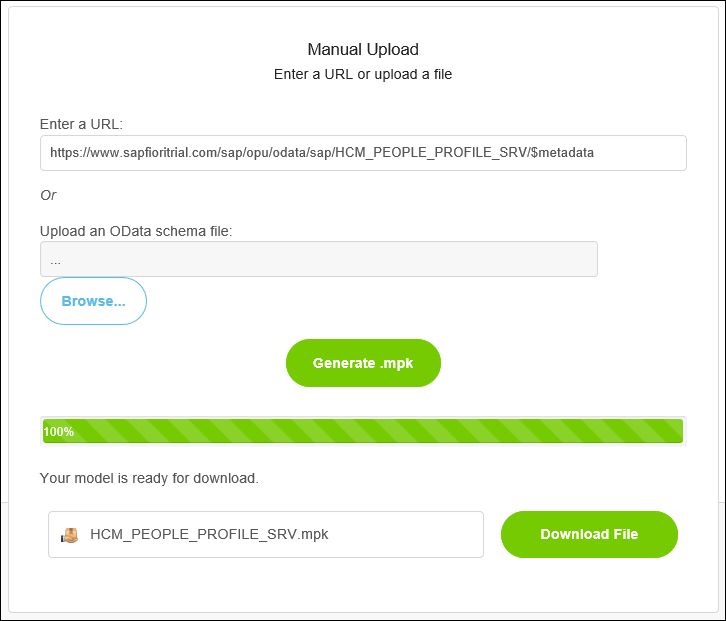 Manual Upload
Enter a URL or upload a file
Enter a URL:
https://www.sapfioritrial.com/sap/opu/odata/sap/HCM_PEOPLE_PROFILE_SRV/$metadata
Or
Upload an OData schema file:
...
Browse...
Generate .mpk
100%
Your model is ready for download.
HCM_PEOPLE_PROFILE_SRV.mpk
Download File